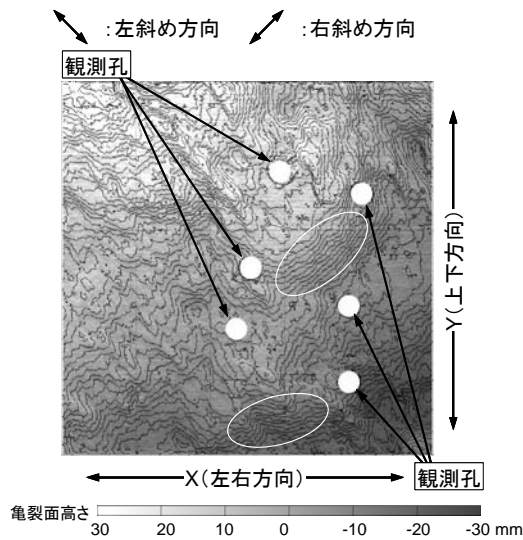 ：左斜め方向　：右斜め方向
観測孔
Y(上下方向)
X(左右方向)
観測孔
亀裂面高さ
30 20 10 0 -10 -20 -30 mm